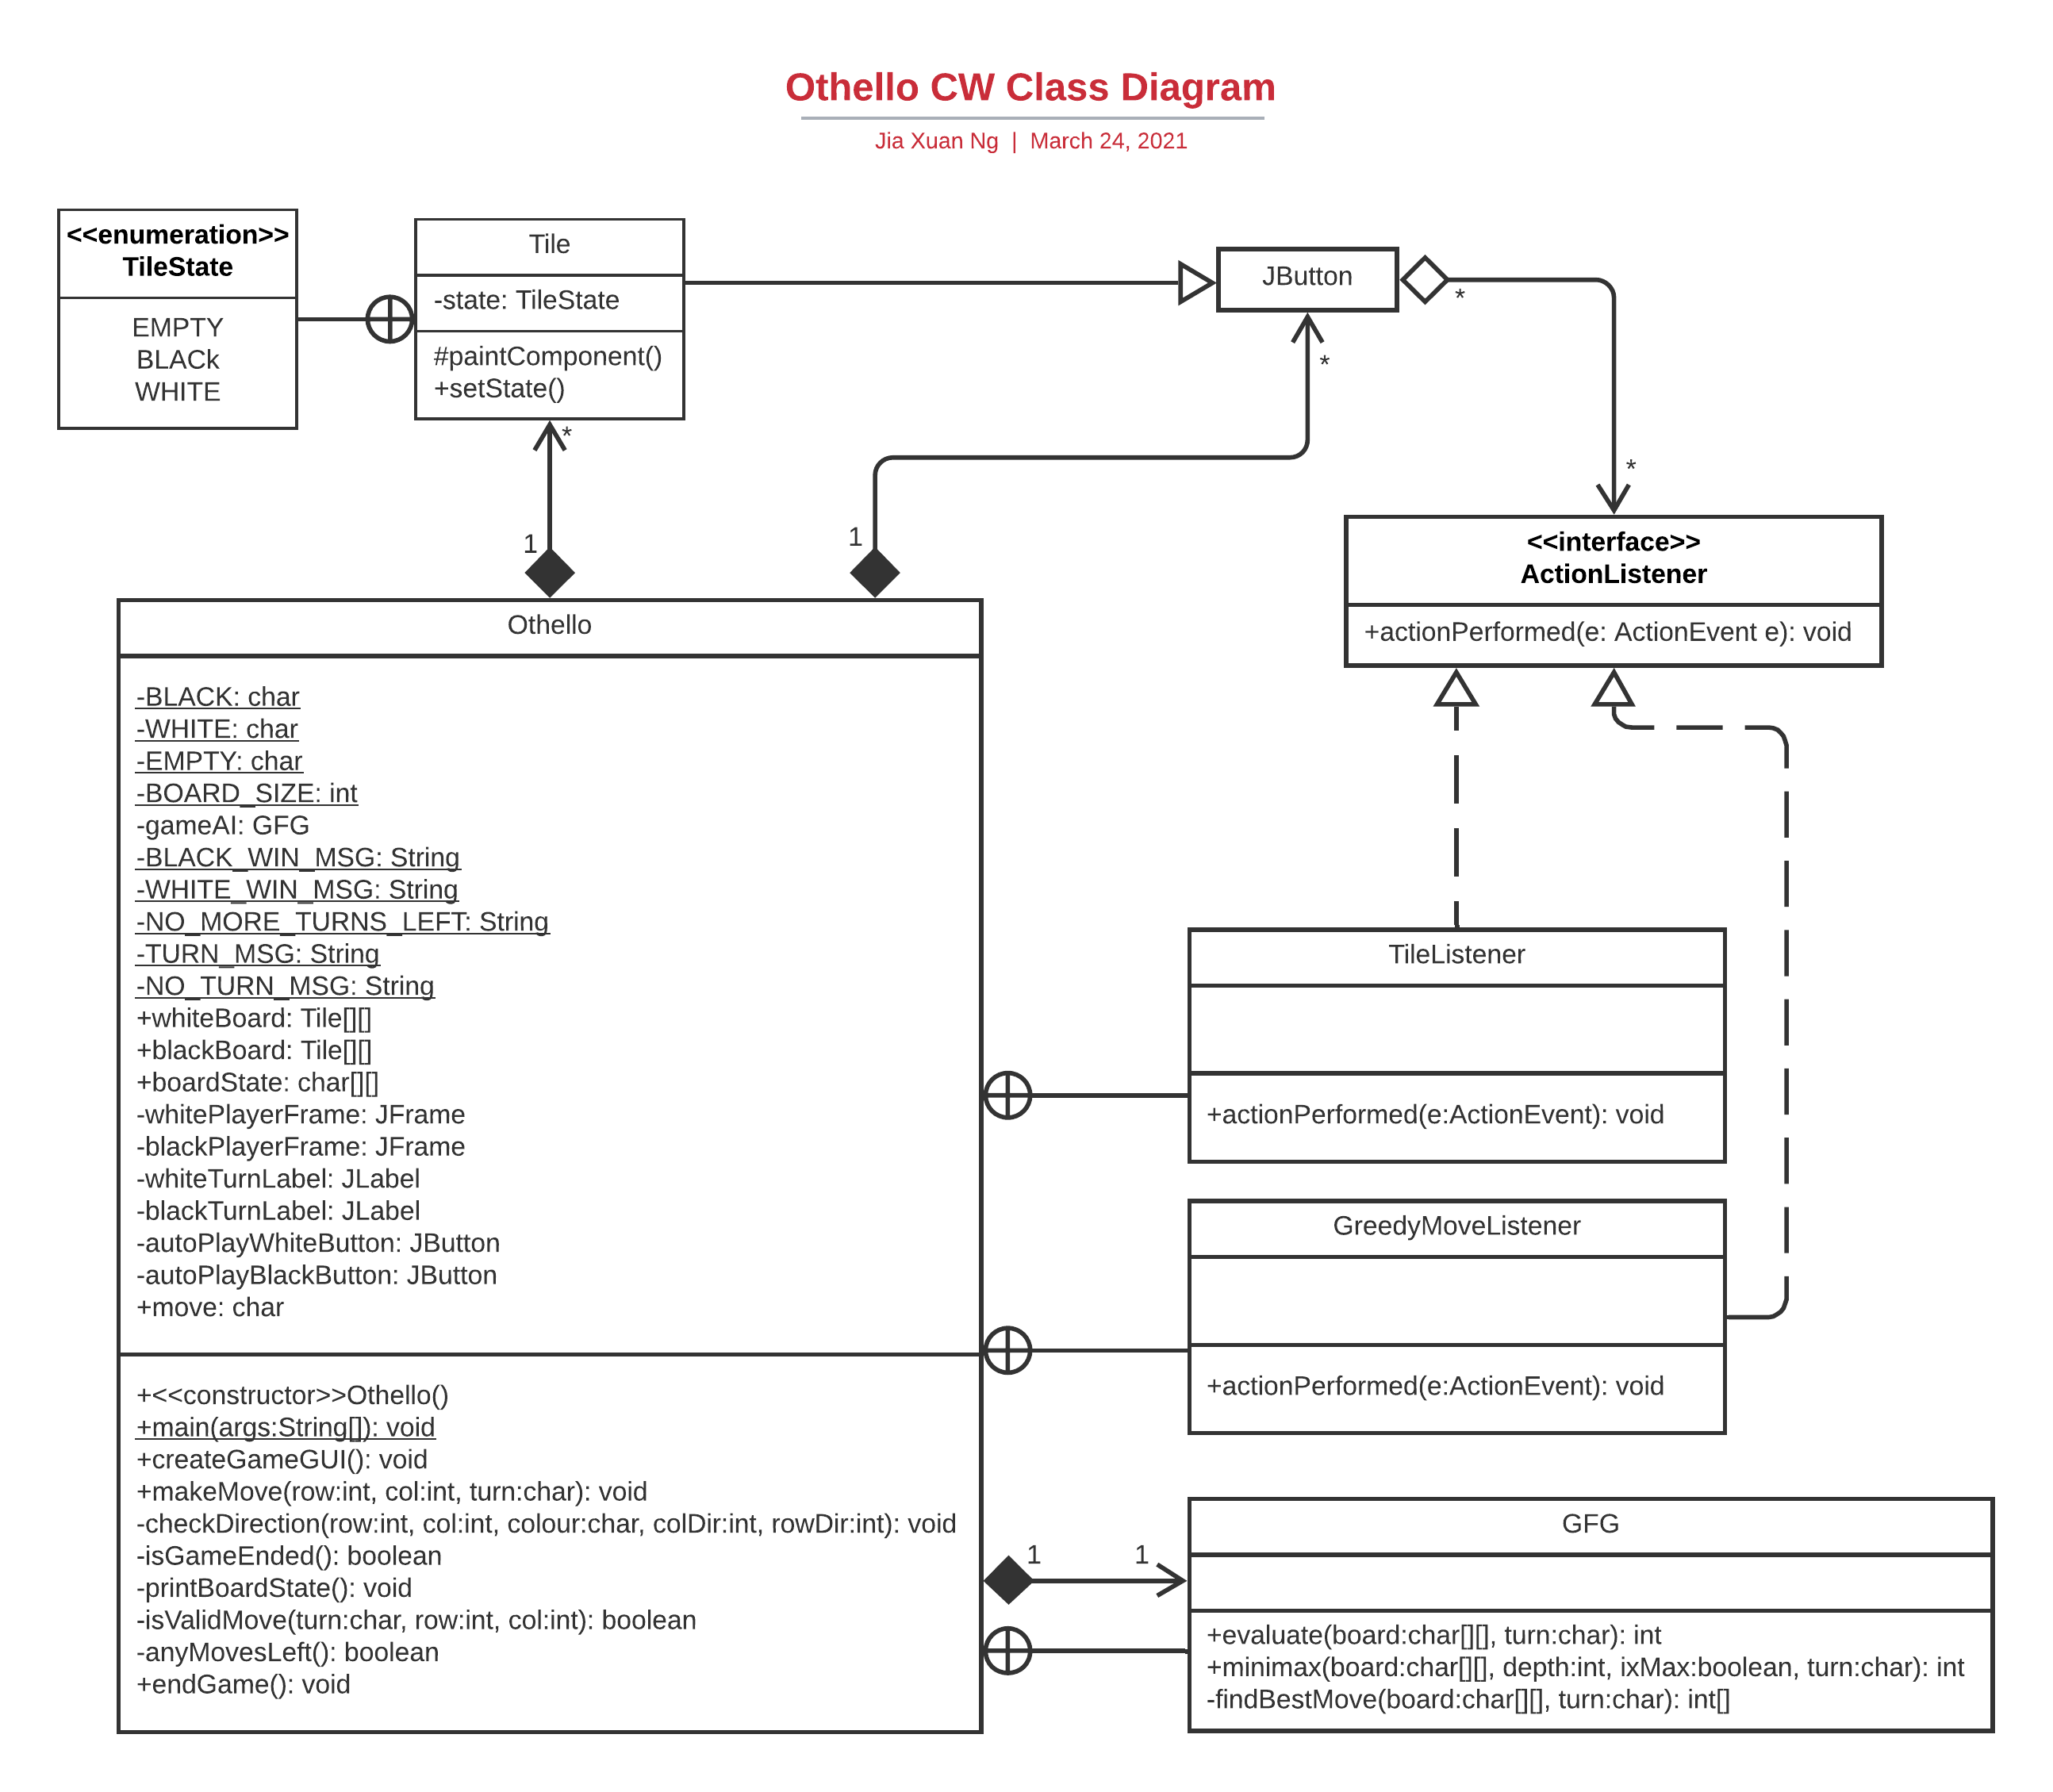 Othello CW Class Diagram
Jia Xuan Ng | March 24, 2021
<<enumeration>>
TileState
EMPTY
BLACk
WHITE
Tile
-state: TileState
#paintComponent()
+setState()
JButton
*
*
*
*
1
1
<<interface>>
ActionListener
+actionPerformed(e: ActionEvent e): void
Othello
-BLACK: char
-WHITE: char
-EMPTY: char
-BOARD_SIZE: int
-gameAI: GFG
-BLACK_WIN_MSG: String
-WHITE_WIN_MSG: String
-NO_MORE_TURNS_LEFT: String
-TURN_MSG: String
-NO_TURN_MSG: String
+whiteBoard: Tile[][]
+blackBoard: Tile[][]
+boardState: char[][]
-whitePlayerFrame: JFrame
-blackPlayerFrame: JFrame
-whiteTurnLabel: JLabel
-blackTurnLabel: JLabel
-autoPlayWhiteButton: JButton
-autoPlayBlackButton: JButton
+move: char
+<<constructor>>Othello()
+main(args:String[]): void
+createGameGUI(): void
+makeMove(row:int, col:int, turn:char): void
-checkDirection(row:int, col:int, colour:char, colDir:int, rowDir:int): void
-isGameEnded(): boolean
-printBoardState(): void
-isValidMove(turn:char, row:int, col:int): boolean
-anyMovesLeft(): boolean
+endGame(): void
TileListener
+actionPerformed(e:ActionEvent): void
GreedyMoveListener
+actionPerformed(e:ActionEvent): void
1
1
GFG
+evaluate(board:char[][], turn:char): int
+minimax(board:char[][], depth:int, ixMax:boolean, turn:char): int
-findBestMove(board:char[][], turn:char): int[]